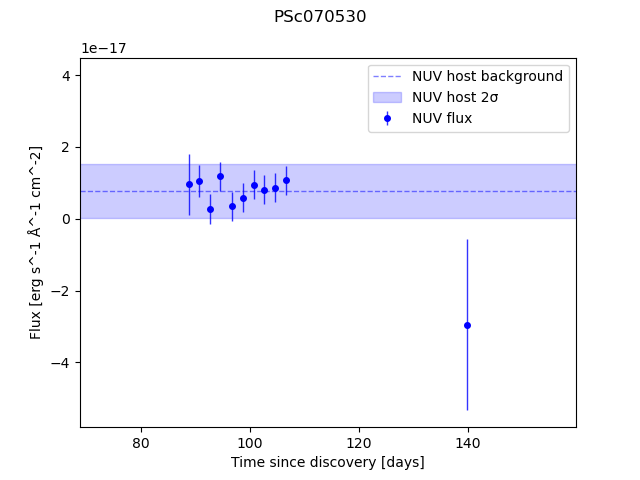 PSc070530
1e−17
NUV host background
NUV host 2σ
NUV flux
Flux [erg s^-1 Å^-1 cm^-2]
4
2
0
−2
−4
80 100 120 140
Time since discovery [days]